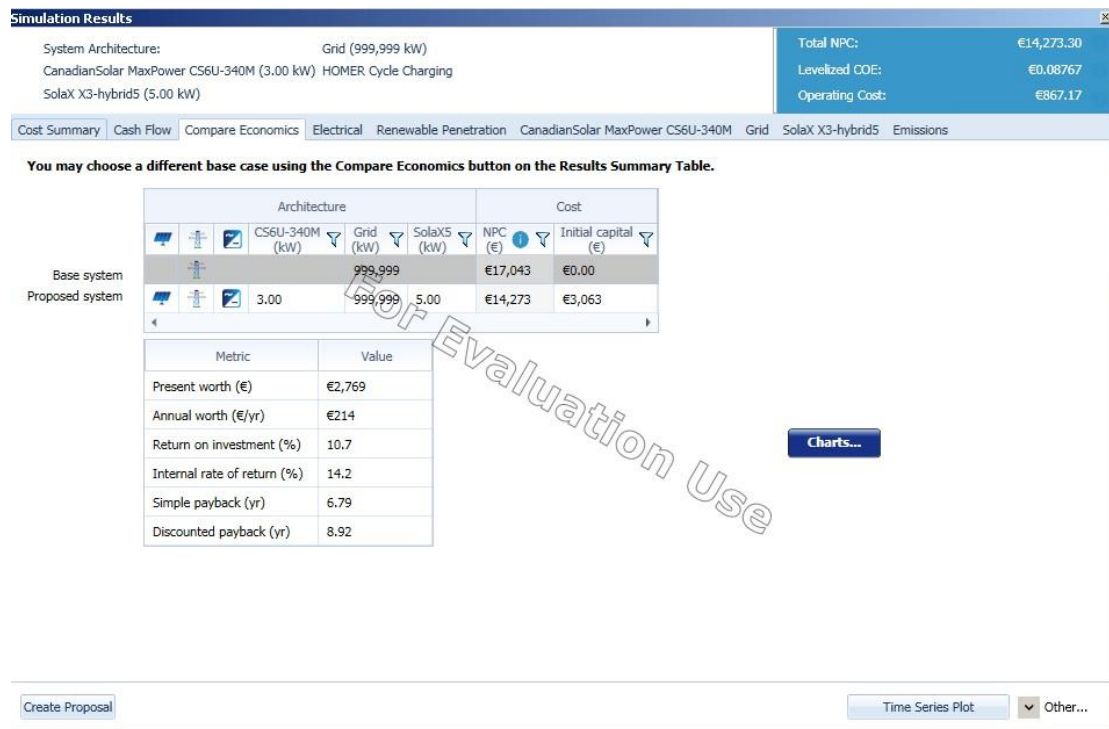 Simulation Results
System Architecture: Grid (999,999 kW)
CanadianSolar MaxPower CS6U-340M (3.00 kW) HOMER Cycle Charging
SolaX X3-hybrid5 (5.00 kW)
Total NPC: €14,273.30
Levelized COE: €0.08767
Operating Cost: €867.17
Cost Summary Cash Flow Compare Economics Electrical Renewable Penetration CanadianSolar MaxPower CS6U-340M Grid SolaX X3-hybrid5 Emissions
You may choose a different base case using the Compare Economics button on the Results Summary Table.
Architecture Cost
CS6U-340M (kW) Grid (kW) SolaX5 (kW) NPC (€) Initial capital (€)
Base system 999,999 €17,043 €0.00
Proposed system 3.00 999,999 5.00 €14,273 €3,063
Metric Value
Present worth (€) €2,769
Annual worth (€/yr) €214
Return on investment (%) 10.7
Internal rate of return (%) 14.2
Simple payback (yr) 6.79
Discounted payback (yr) 8.92
For Evaluation Use
Charts...
Create Proposal Time Series Plot Other...